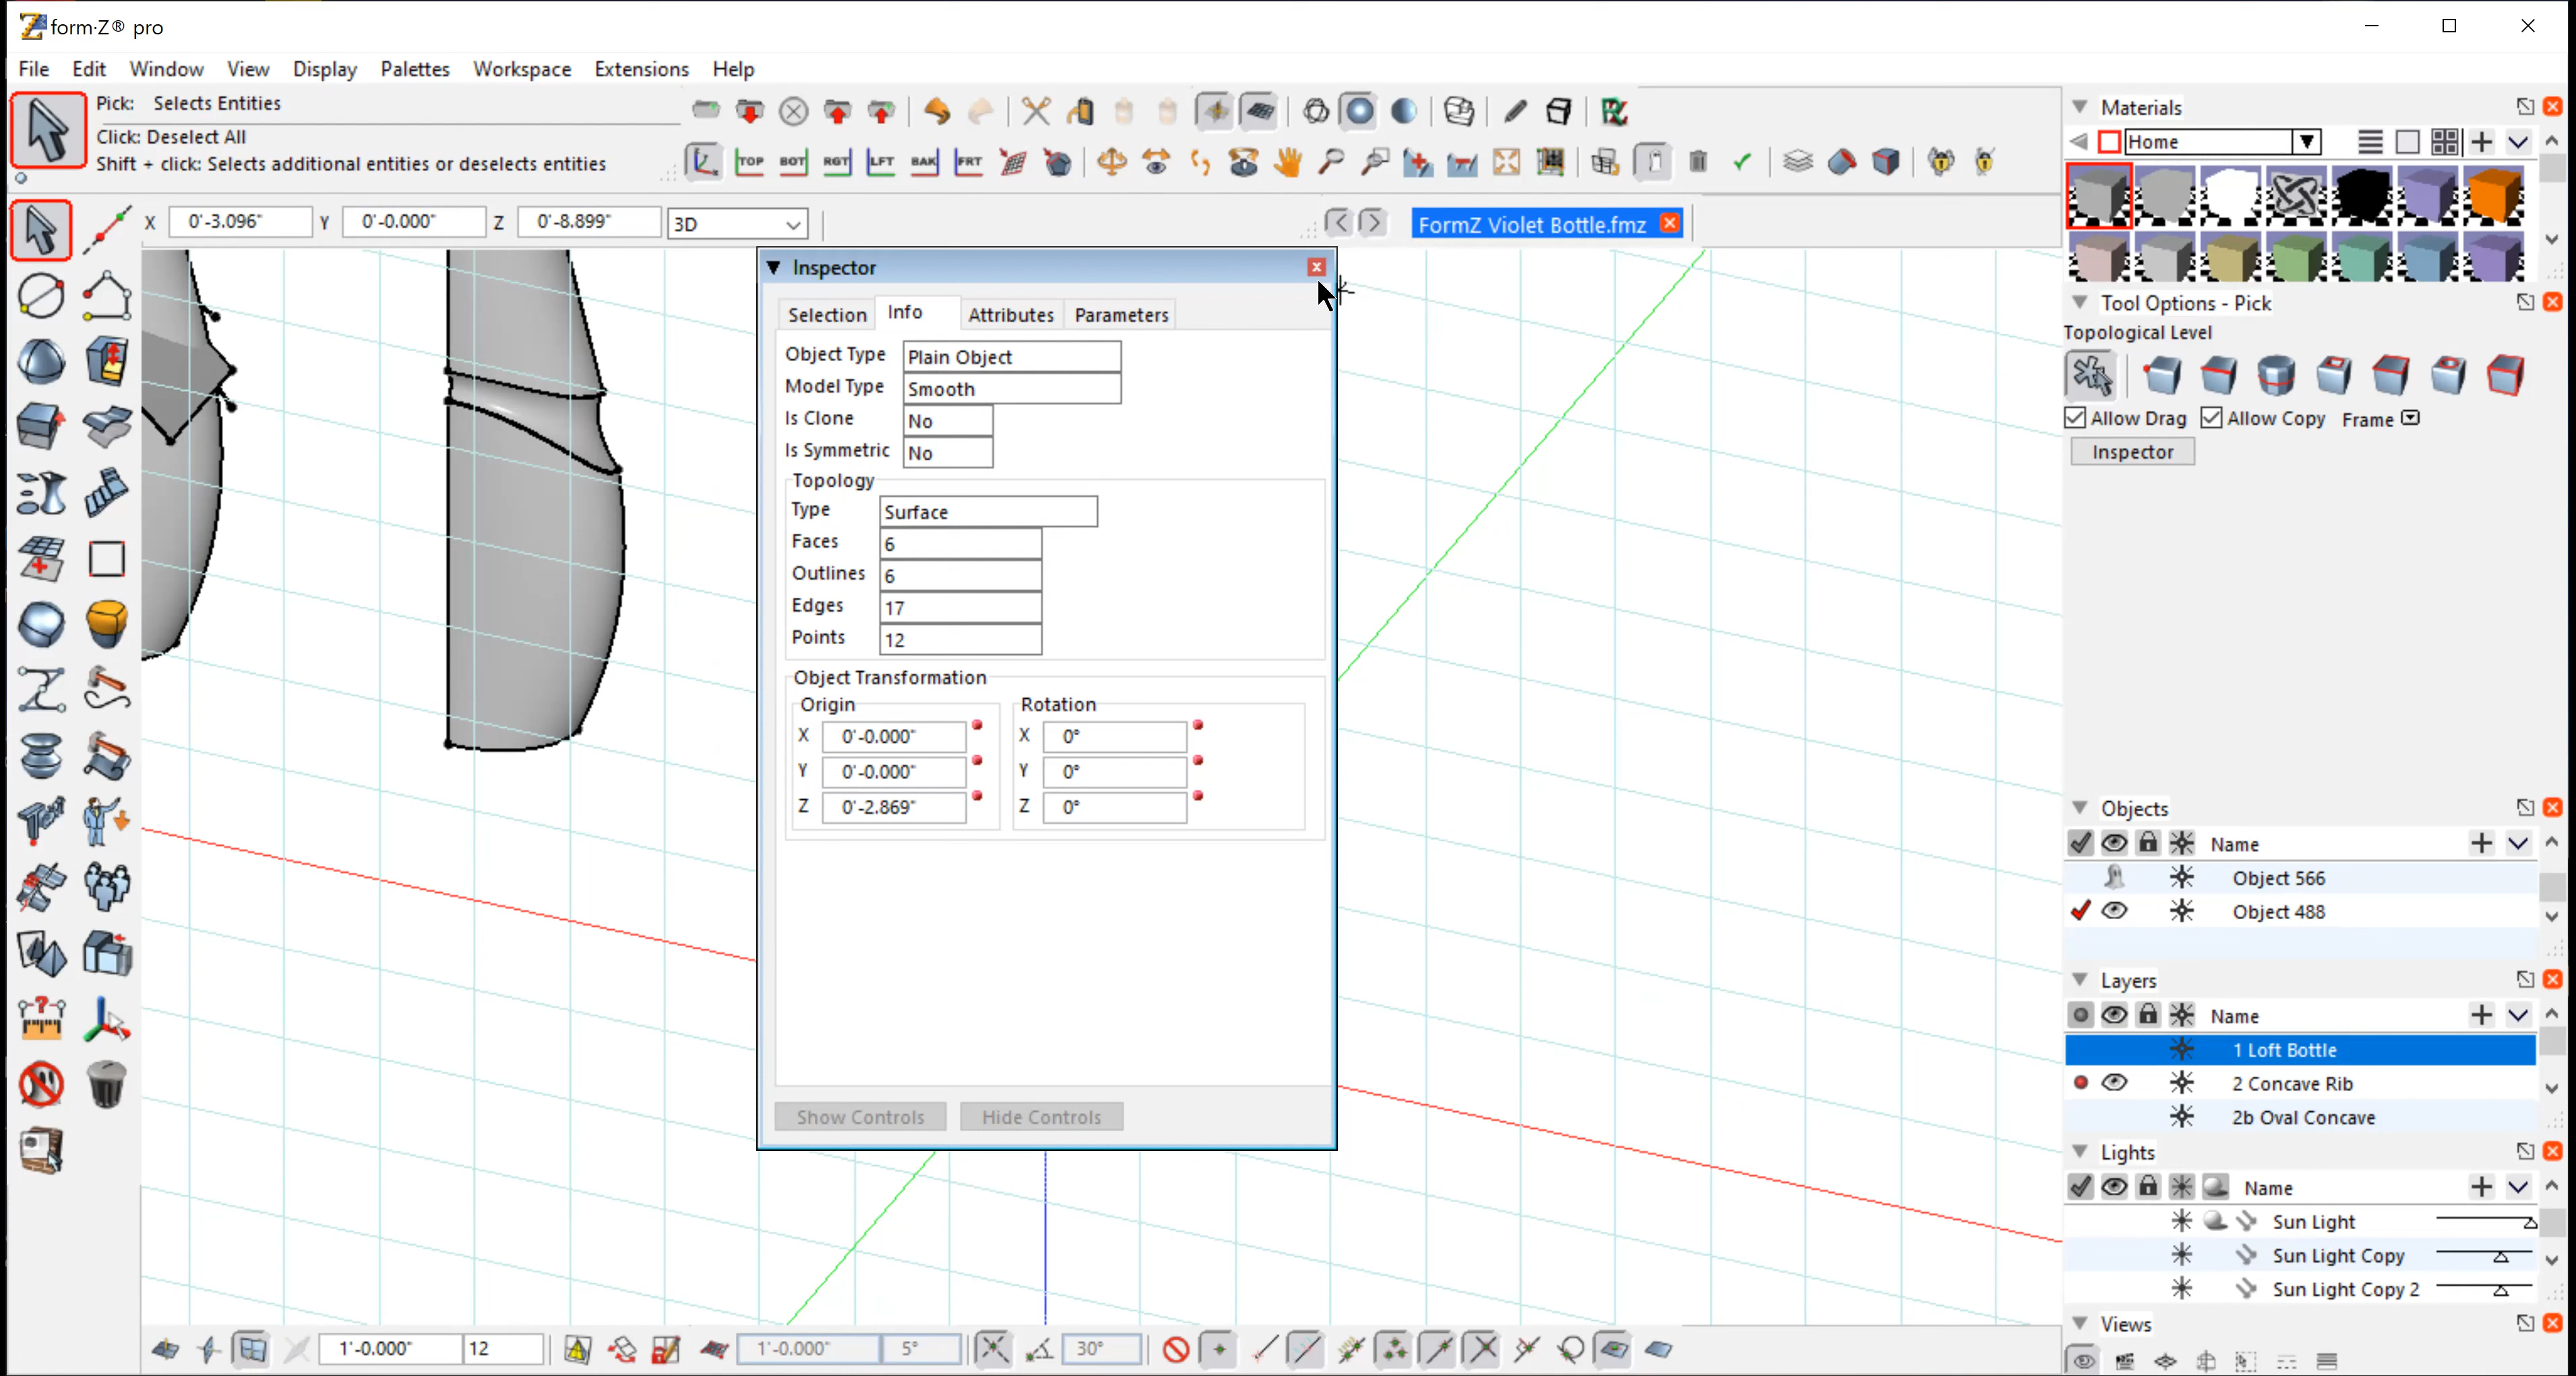 form·Z® pro
File Edit Window View Display Palettes Workspace Extensions Help
Pick: Selects Entities
Click: Deselect All
Shift + click: Selects additional entities or deselects entities
TOP BOT RGT LFT BAK FRT
X 0'-3.096" Y 0'-0.000" Z 0'-8.899" 3D
FormZ Violet Bottle.fmz
Inspector
Selection Info Attributes Parameters
Object Type Plain Object
Model Type Smooth
Is Clone No
Is Symmetric No
Topology
Type Surface
Faces 6
Outlines 6
Edges 17
Points 12
Object Transformation
Origin Rotation
X 0'-0.000" X 0°
Y 0'-0.000" Y 0°
Z 0'-2.869" Z 0°
Show Controls Hide Controls
Materials
Home
Tool Options - Pick
Topological Level
Allow Drag Allow Copy Frame
Inspector
Objects
Name
Object 566
Object 488
Layers
Name
1 Loft Bottle
2 Concave Rib
2b Oval Concave
Lights
Name
Sun Light
Sun Light Copy
Sun Light Copy 2
Views
1'-0.000" 12 1'-0.000" 5° 30°